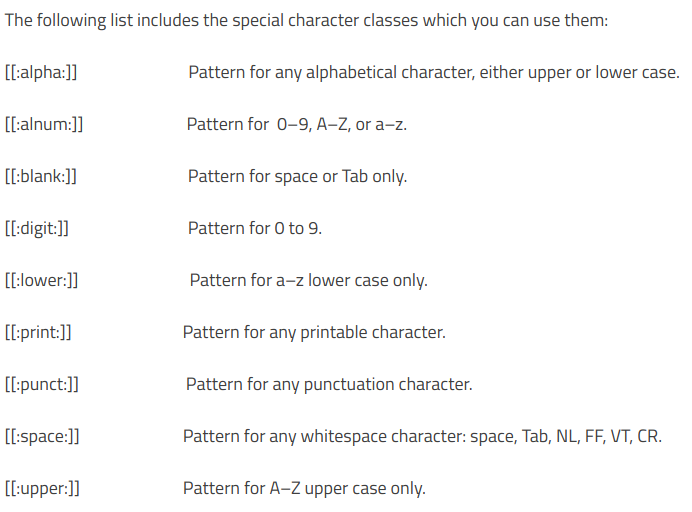 The following list includes the special character classes which you can use them:
[[:alpha:]] Pattern for any alphabetical character, either upper or lower case.
[[:alnum:]] Pattern for 0–9, A–Z, or a–z.
[[:blank:]] Pattern for space or Tab only.
[[:digit:]] Pattern for 0 to 9.
[[:lower:]] Pattern for a–z lower case only.
[[:print:]] Pattern for any printable character.
[[:punct:]] Pattern for any punctuation character.
[[:space:]] Pattern for any whitespace character: space, Tab, NL, FF, VT, CR.
[[:upper:]] Pattern for A–Z upper case only.